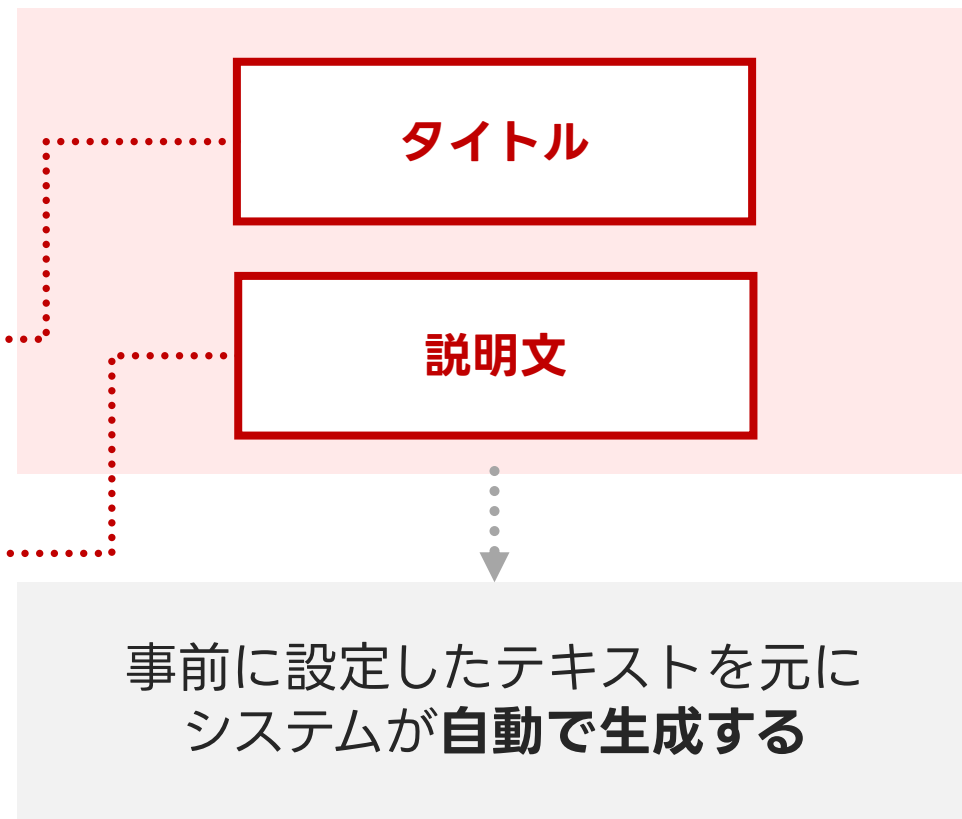 タイトル
説明文
事前に設定したテキストを元に
システムが自動で生成する